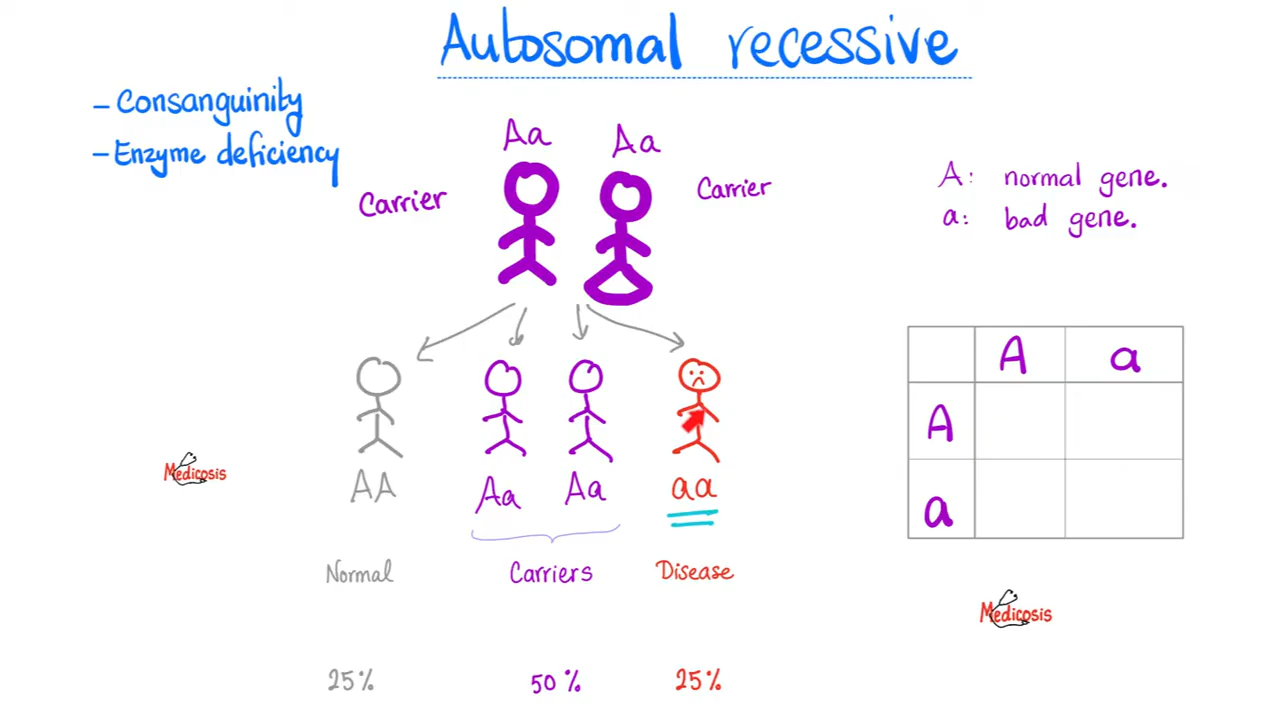 Autosomal recessive
- Consanguinity
- Enzyme deficiency
Aa Aa
Carrier Carrier
A: normal gene.
a: bad gene.
A a
A
a
AA Aa Aa aa
Normal Carriers Disease
25% 50% 25%
Medicosis
Medicosis